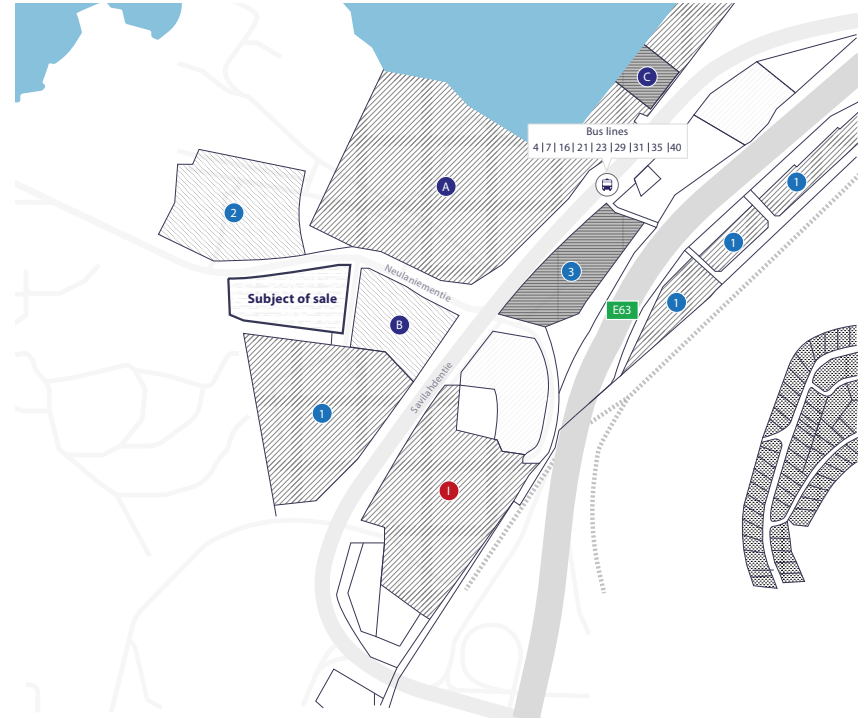 C
Bus lines
4|7|16|21|23|29|31|35 |40
A
1
2
1
3
Neulaniementie
Subject of sale
1
E63
B
Savilahdentie
1
I